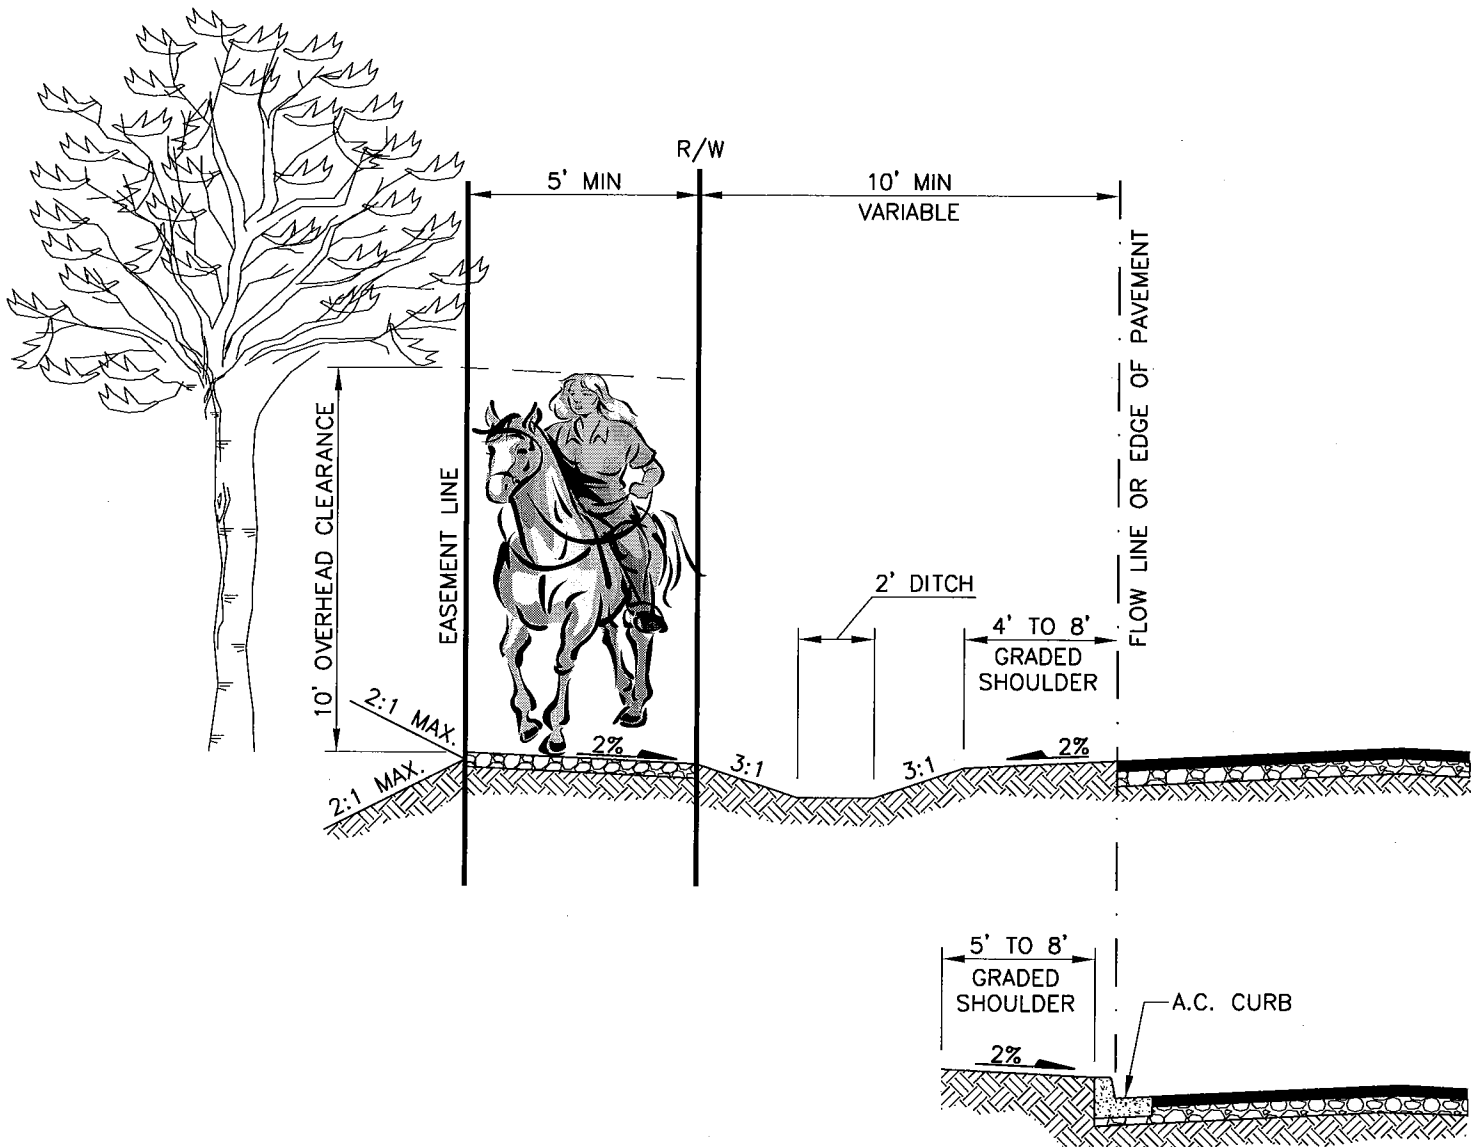 R/W
5' MIN
10' MIN
VARIABLE
FLOW LINE OR EDGE OF PAVEMENT
10' OVERHEAD CLEARANCE
EASEMENT LINE
2' DITCH
4' TO 8'
GRADED
SHOULDER
2:1 MAX.
2:1 MAX.
2%
3:1
3:1
2%
5' TO 8'
GRADED
SHOULDER
A.C. CURB
2%